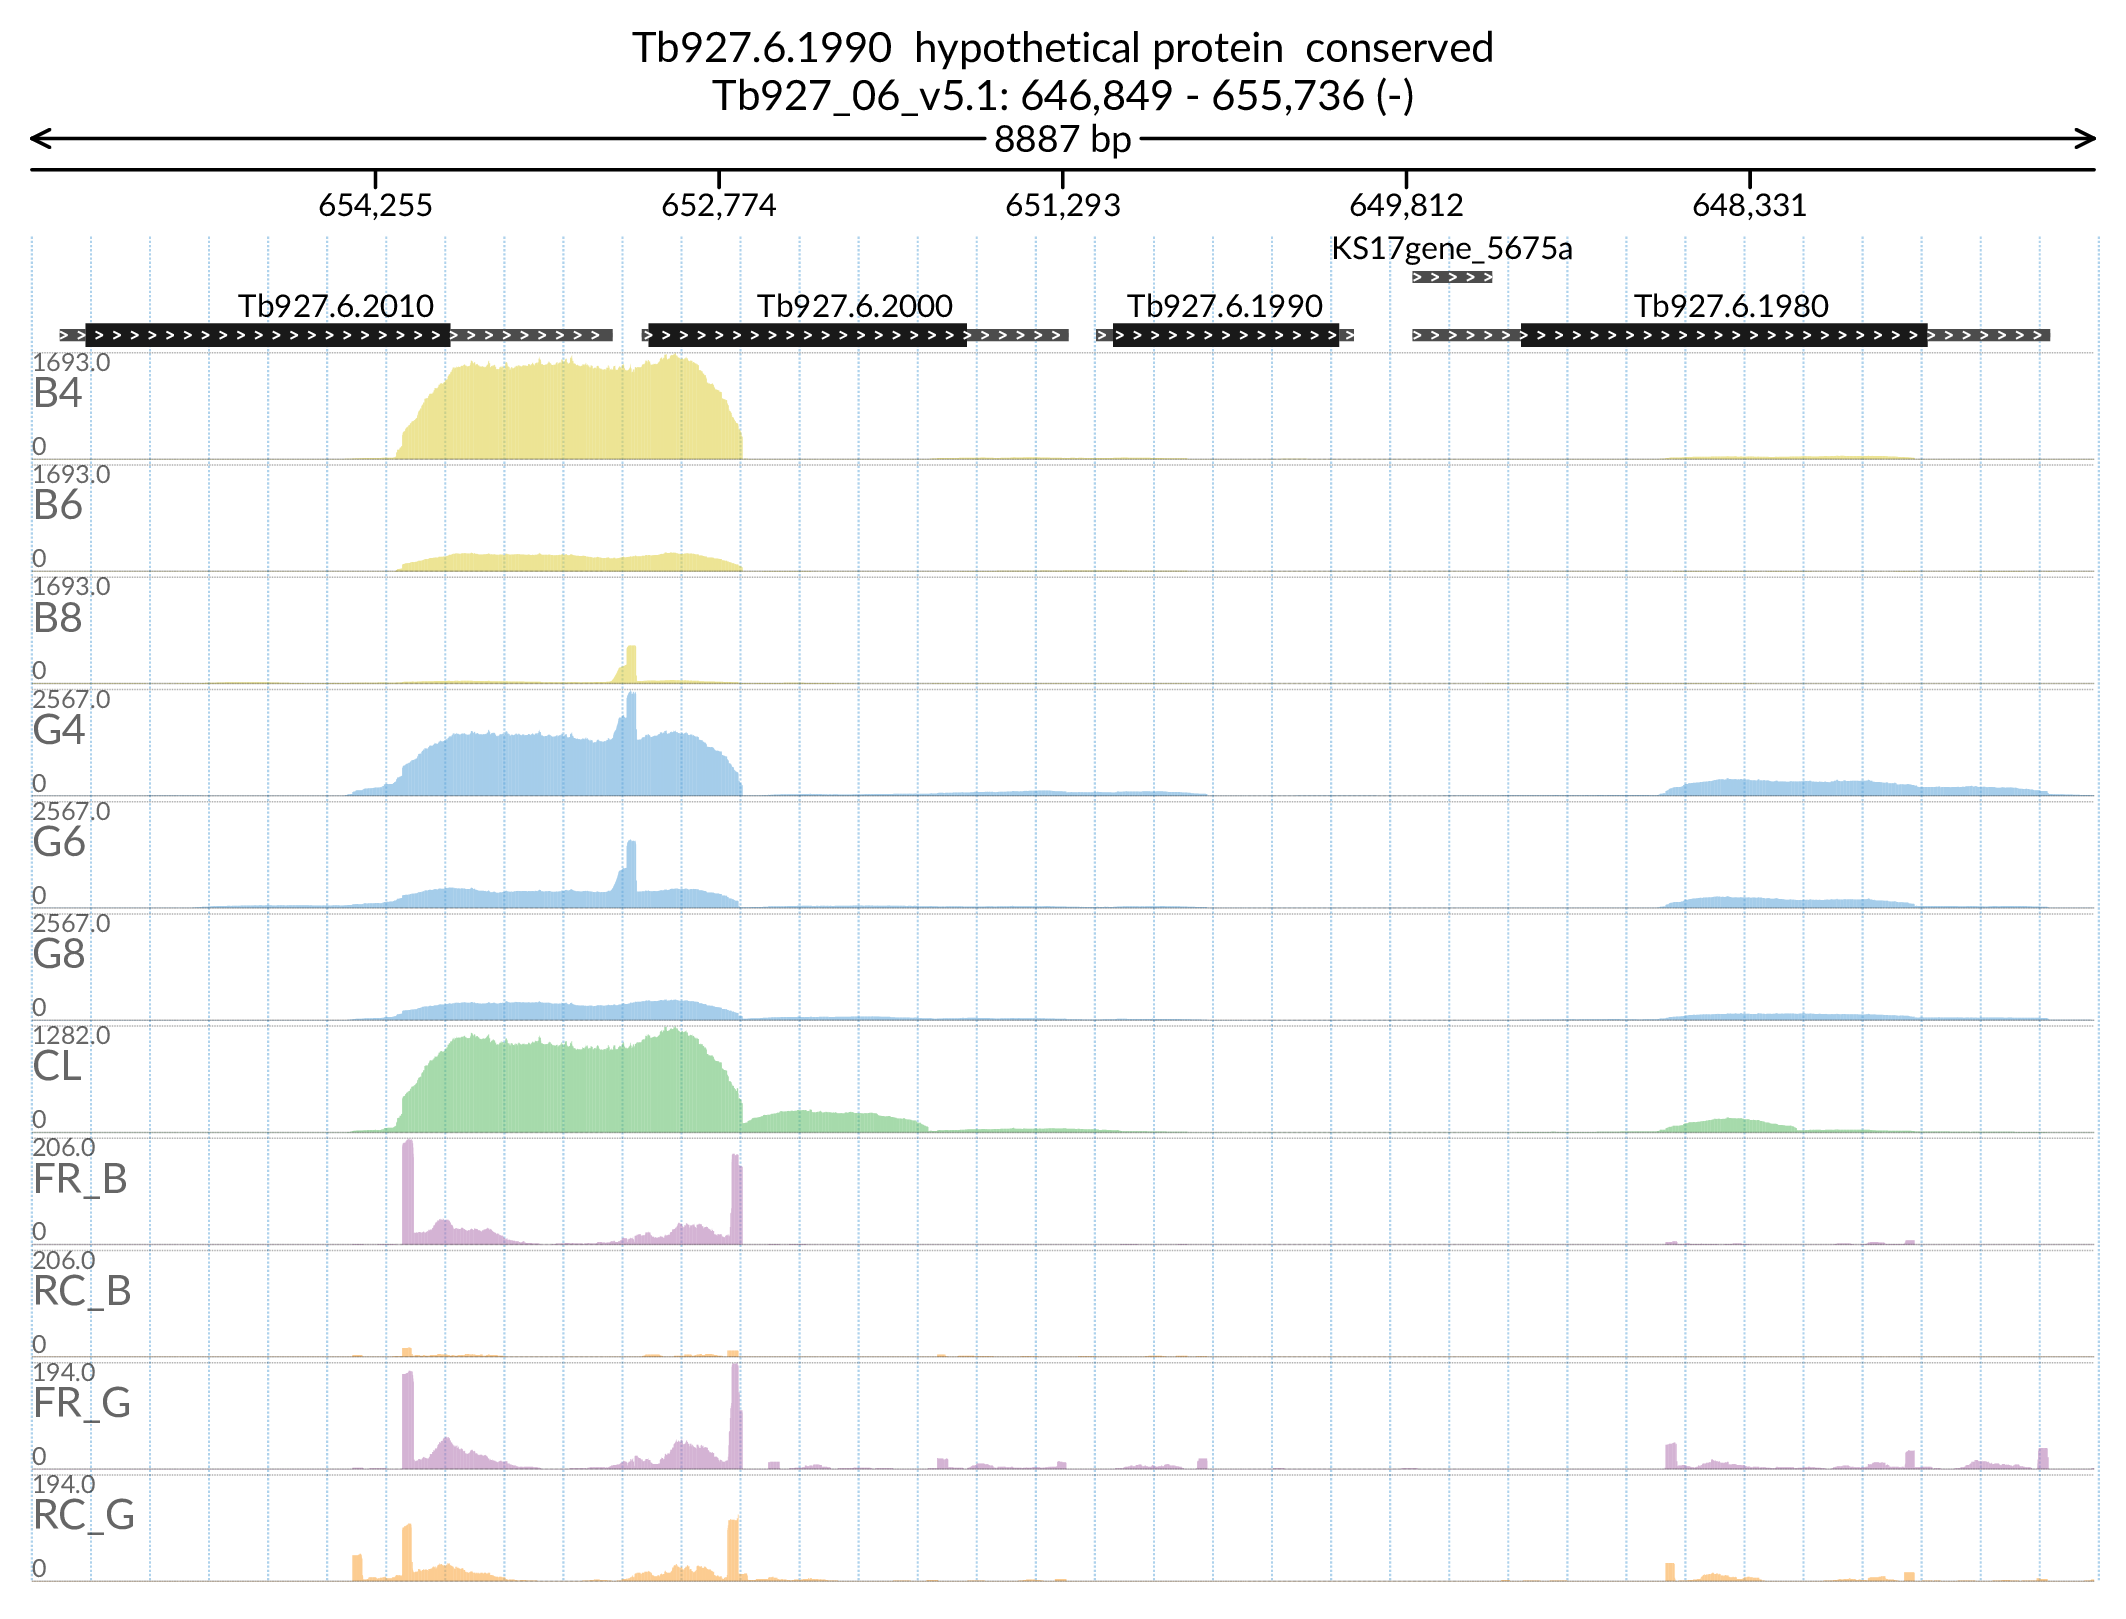 Tb927.6.1990  hypothetical protein  conserved
Tb927_06_v5.1: 646,849 - 655,736 (-)
8887 bp
654,255 652,774 651,293 649,812 648,331
KS17gene_5675a
Tb927.6.2010 Tb927.6.2000 Tb927.6.1990 Tb927.6.1980
1693.0
B4
0
1693.0
B6
0
1693.0
B8
0
2567.0
G4
0
2567.0
G6
0
2567.0
G8
0
1282.0
CL
0
206.0
FR_B
0
206.0
RC_B
0
194.0
FR_G
0
194.0
RC_G
0